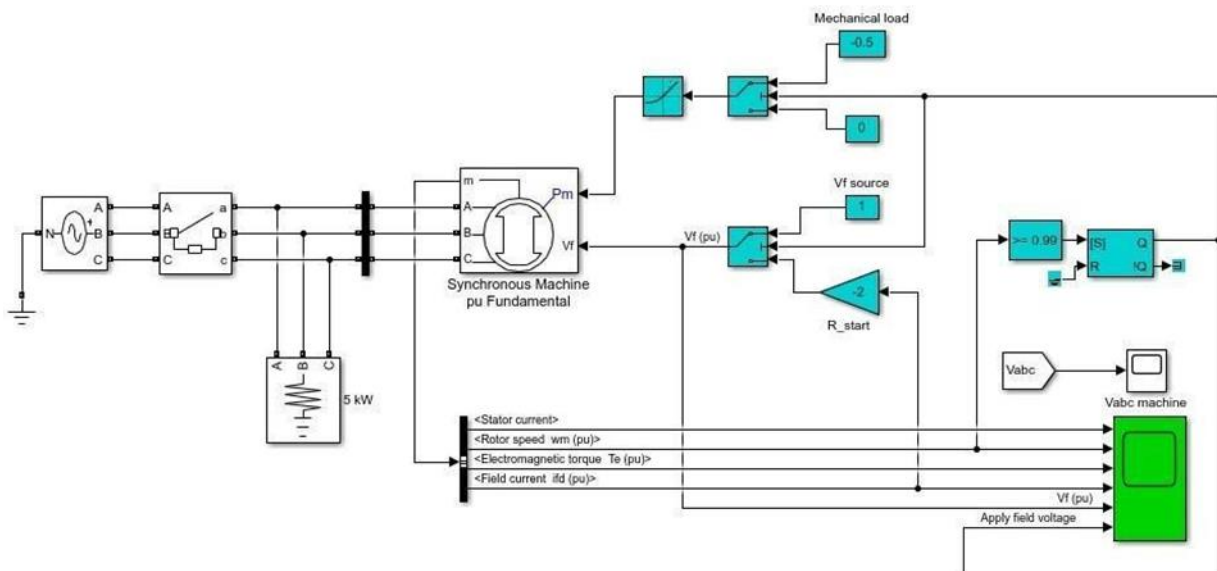 Mechanical load
-0.5
0
Vf source
1
Vf (pu)
-2
R_start
>= 0.99
[S] Q
R !Q
N A B C
A B C a b c
m Pm
A
B
C Vf
Synchronous Machine
pu Fundamental
A B C
5 kW
Vabc
Vabc machine
<Stator current>
<Rotor speed wm (pu)>
<Electromagnetic torque Te (pu)>
<Field current ifd (pu)>
Vf (pu)
Apply field voltage